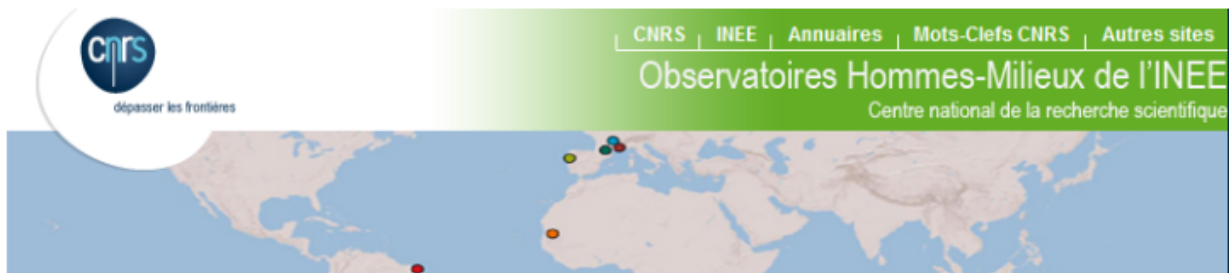 cnrs
dépasser les frontières
CNRS INEE Annuaires Mots-Clefs CNRS Autres sites
Observatoires Hommes-Milieux de l'INEE
Centre national de la recherche scientifique